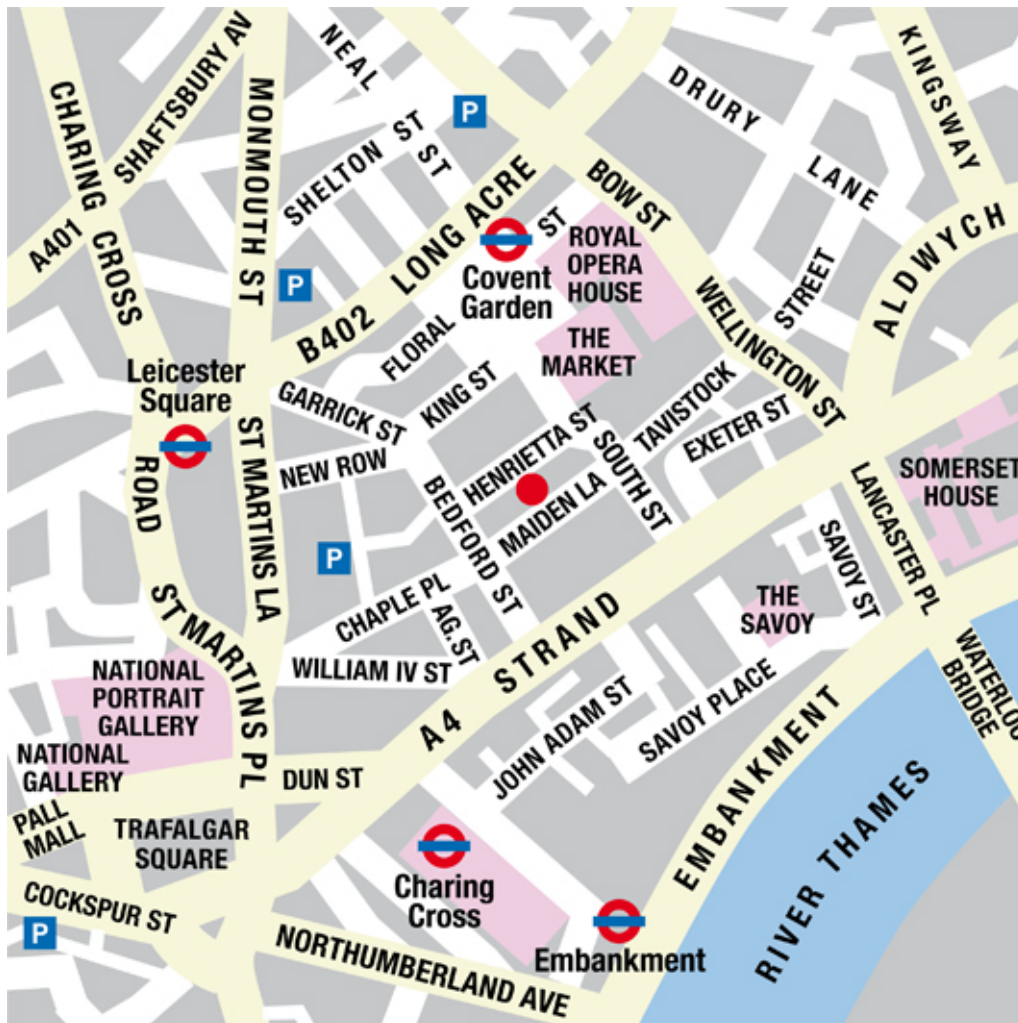 NEAL
ST
DRURY
LANE
KINGSWAY
SHAFTSBURY AV
A401
CHARING
CROSS
ROAD
MONMOUTH ST
P
SHELTON ST
BOW ST
LONG ACRE
B402
ST
FLORAL
Covent
Garden
ROYAL
OPERA
HOUSE
STREET
ALDWYCH
P
WELLINGTON ST
THE
MARKET
Leicester
Square
GARRICK ST
KING ST
TAVISTOCK
EXETER ST
HENRIETTA ST
SOUTH ST
NEW ROW
ST MARTINS LA
BEDFORD ST
MAIDEN LA
SOMERSET
HOUSE
LANCASTER PL
SAVOY ST
P
CHAPLE PL
AG.ST
THE
SAVOY
ST MARTINS PL
WILLIAM IV ST
STRAND
A4
WATERLOO
BRIDGE
NATIONAL
PORTRAIT
GALLERY
NATIONAL
GALLERY
JOHN ADAM ST
SAVOY PLACE
EMBANKMENT
DUN ST
PALL
MALL
TRAFALGAR
SQUARE
RIVER THAMES
Charing
Cross
COCKSPUR ST
P
NORTHUMBERLAND AVE
Embankment